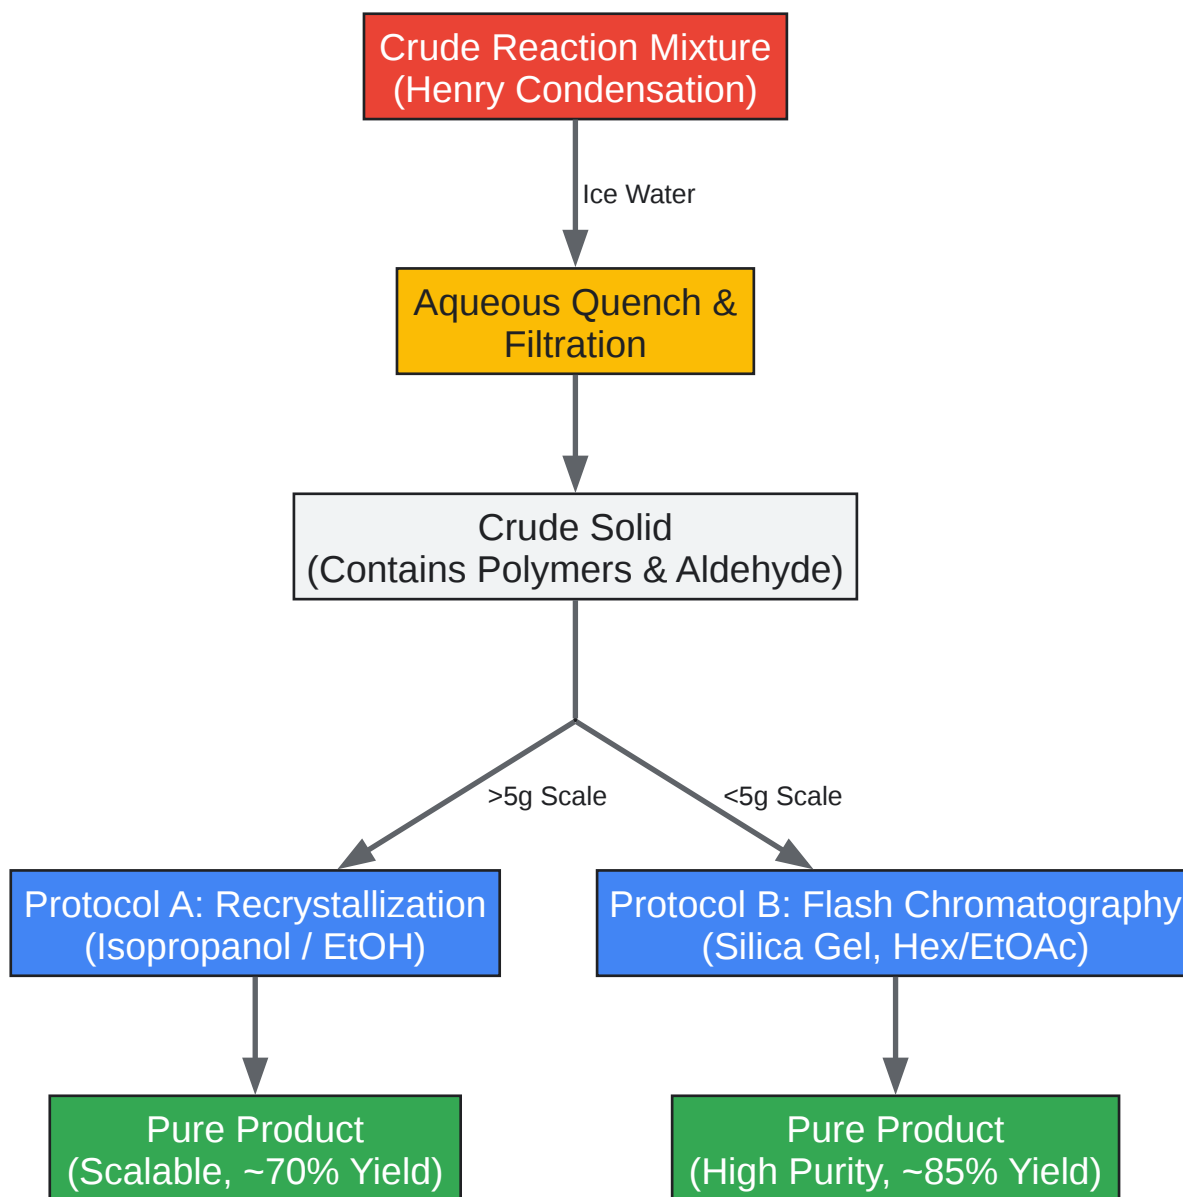 Crude Reaction Mixture
(Henry Condensation)
Ice Water
Aqueous Quench &
Filtration
Crude Solid
(Contains Polymers & Aldehyde)
>5g Scale
<5g Scale
Protocol A: Recrystallization
(Isopropanol / EtOH)
Protocol B: Flash Chromatography
(Silica Gel, Hex/EtOAc)
Pure Product
(Scalable, ~70% Yield)
Pure Product
(High Purity, ~85% Yield)